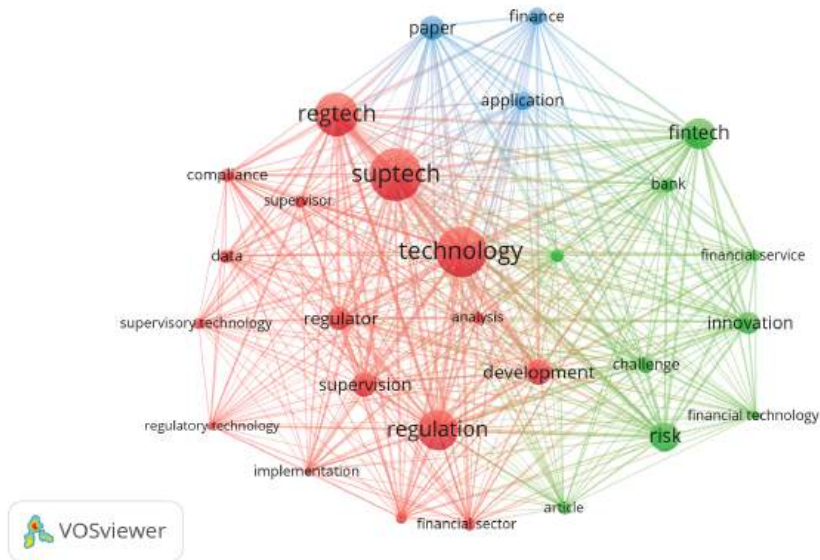 finance
paper
application
regtech
fintech
suptech
compliance
bank
supervisor
technology
data
financial service
supervisory technology
regulator
analysis
innovation
challenge
development
supervision
financial technology
regulatory technology
regulation
risk
implementation
article
financial sector
VOSviewer